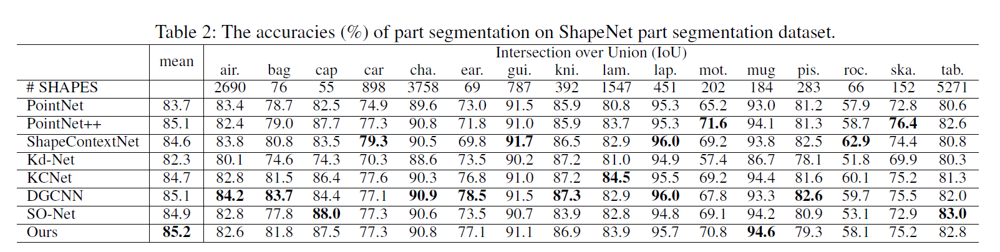 Table 2: The accuracies (%) of part segmentation on ShapeNet part segmentation dataset.
mean Intersection over Union (IoU)
air. bag cap car cha. ear. gui. kni. lam. lap. mot. mug pis. roc. ska. tab.
# SHAPES 2690 76 55 898 3758 69 787 392 1547 451 202 184 283 66 152 5271
PointNet 83.7 83.4 78.7 82.5 74.9 89.6 73.0 91.5 85.9 80.8 95.3 65.2 93.0 81.2 57.9 72.8 80.6
PointNet++ 85.1 82.4 79.0 87.7 77.3 90.8 71.8 91.0 85.9 83.7 95.3 71.6 94.1 81.3 58.7 76.4 82.6
ShapeContextNet 84.6 83.8 80.8 83.5 79.3 90.5 69.8 91.7 86.5 82.9 96.0 69.2 93.8 82.5 62.9 74.4 80.8
Kd-Net 82.3 80.1 74.6 74.3 70.3 88.6 73.5 90.2 87.2 81.0 94.9 57.4 86.7 78.1 51.8 69.9 80.3
KCNet 84.7 82.8 81.5 86.4 77.6 90.3 76.8 91.0 87.2 84.5 95.5 69.2 94.4 81.6 60.1 75.2 81.3
DGCNN 85.1 84.2 83.7 84.4 77.1 90.9 78.5 91.5 87.3 82.9 96.0 67.8 93.3 82.6 59.7 75.5 82.0
SO-Net 84.9 82.8 77.8 88.0 77.3 90.6 73.5 90.7 83.9 82.8 94.8 69.1 94.2 80.9 53.1 72.9 83.0
Ours 85.2 82.6 81.8 87.5 77.3 90.8 77.1 91.1 86.9 83.9 95.7 70.8 94.6 79.3 58.1 75.2 82.8